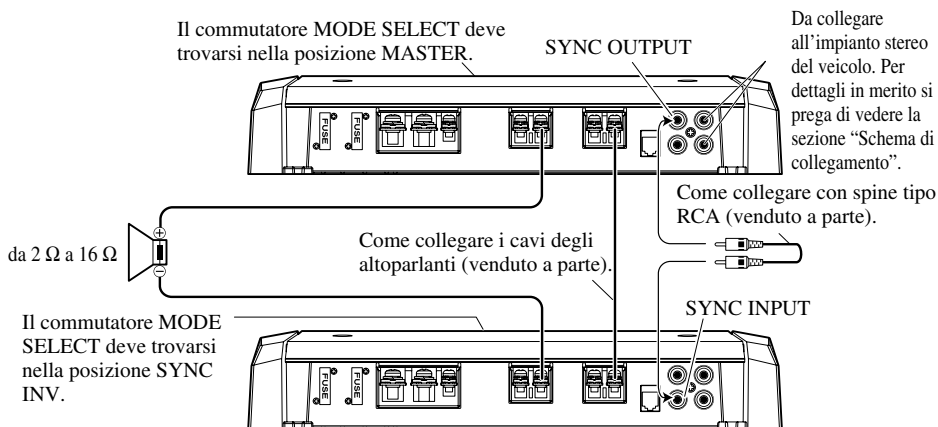 Il commutatore MODE SELECT deve
trovarsi nella posizione MASTER.
SYNC OUTPUT
Da collegare
all'impianto stereo
del veicolo. Per
dettagli in merito si
prega di vedere la
sezione “Schema di
collegamento”.
FUSE
FUSE
Come collegare con spine tipo
RCA (venduto a parte).
+
da 2 Ω a 16 Ω
−
Come collegare i cavi degli
altoparlanti (venduto a parte).
SYNC INPUT
Il commutatore MODE
SELECT deve trovarsi
nella posizione SYNC
INV.
FUSE
FUSE